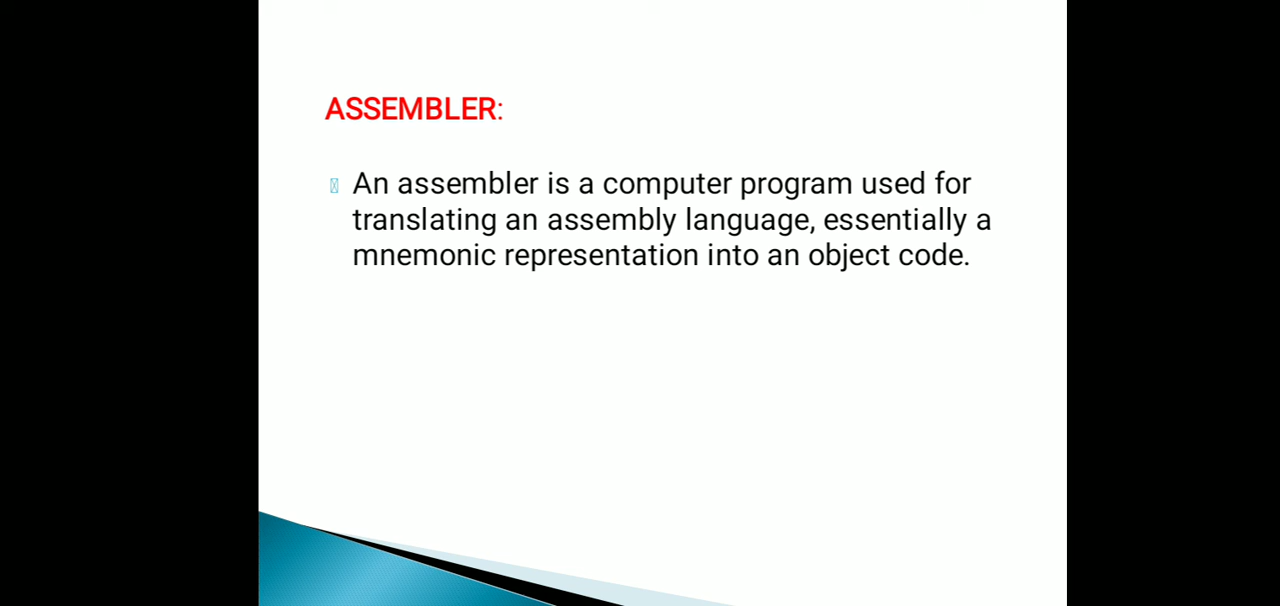 ASSEMBLER:
An assembler is a computer program used for
translating an assembly language, essentially a
mnemonic representation into an object code.